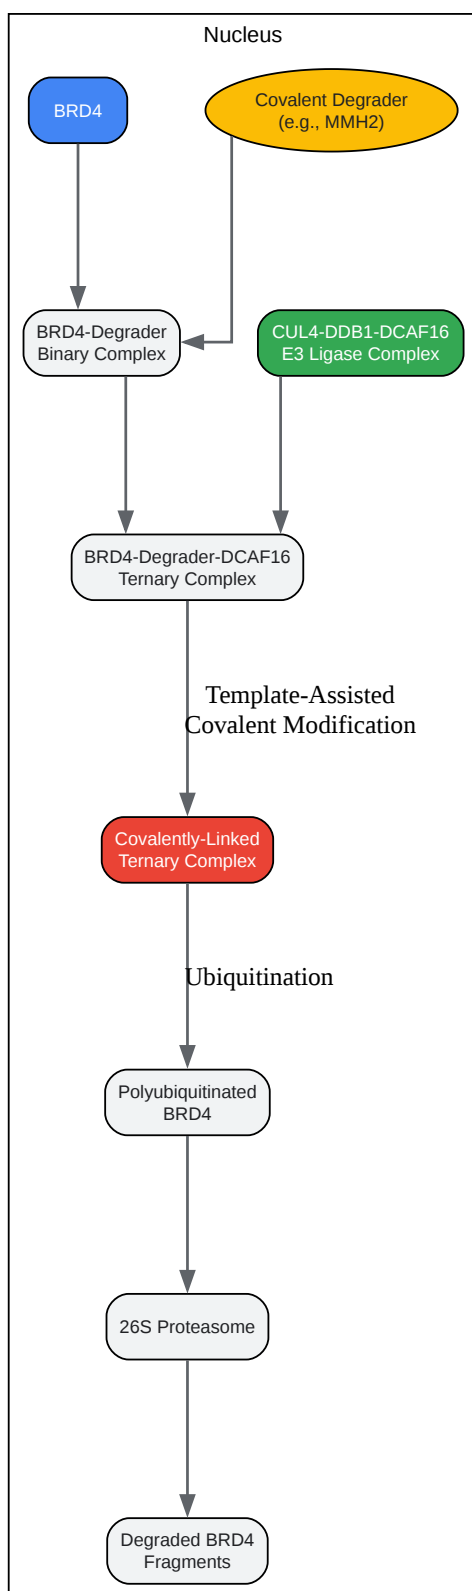 Nucleus
BRD4
Covalent Degrader
(e.g., MMH2)
BRD4-Degrader
Binary Complex
CUL4-DDB1-DCAF16
E3 Ligase Complex
BRD4-Degrader-DCAF16
Ternary Complex
Template-Assisted
Covalent Modification
Covalently-Linked
Ternary Complex
Ubiquitination
Polyubiquitinated
BRD4
26S Proteasome
Degraded BRD4
Fragments